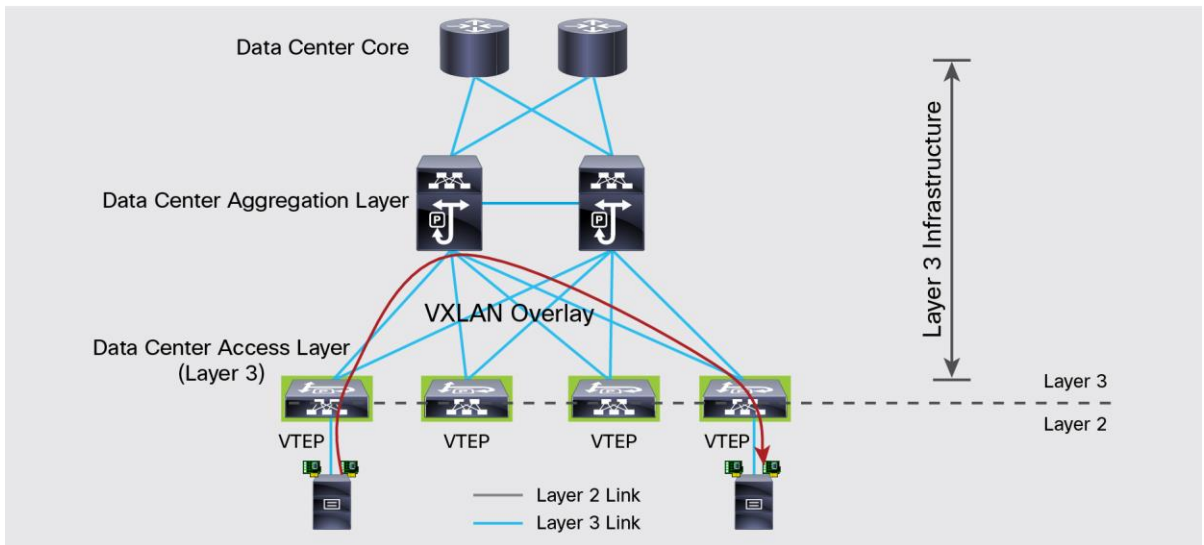 Data Center Core
Data Center Aggregation Layer
P
P
Layer 3 Infrastructure
VXLAN Overlay
Data Center Access Layer
(Layer 3)
Layer 3
Layer 2
VTEP
VTEP
VTEP
VTEP
Layer 2 Link
Layer 3 Link